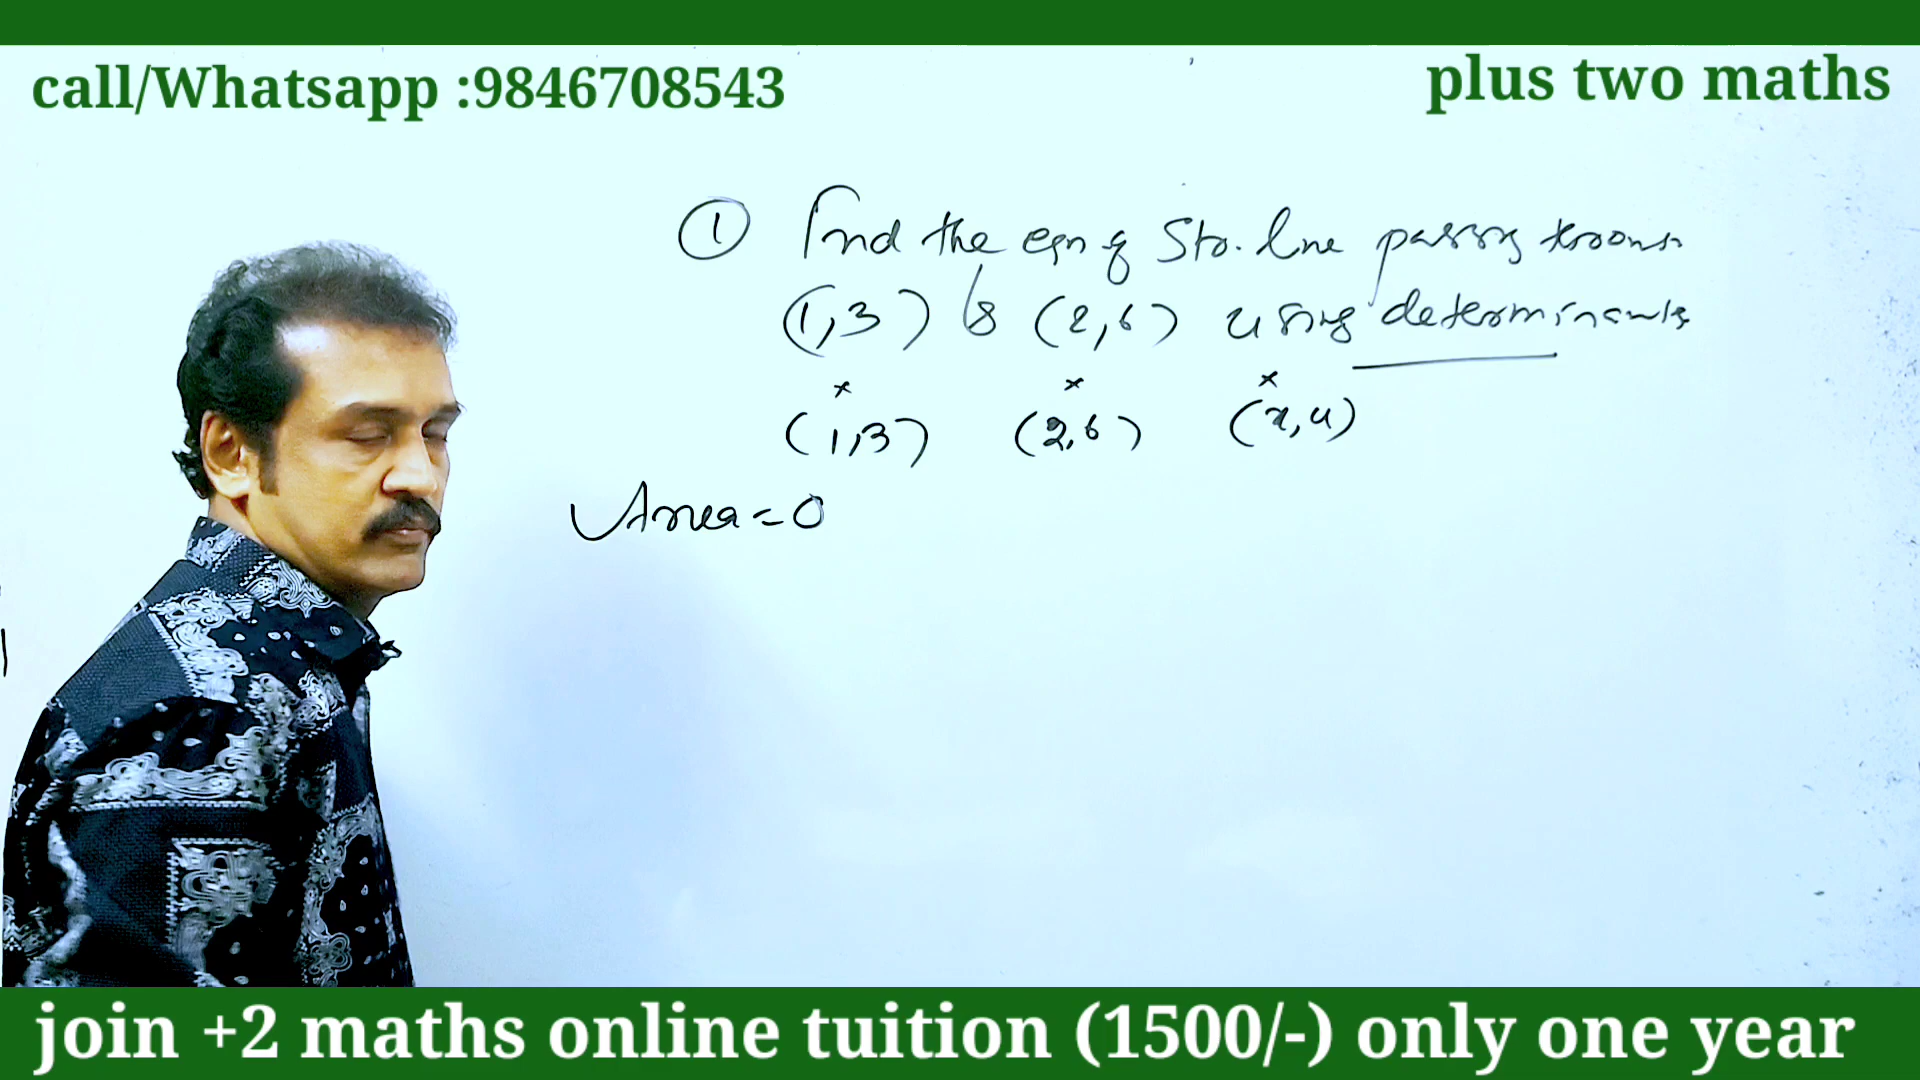 call/Whatsapp :9846708543
plus two maths
① Find the eqn of Str. line passing
(1,3) & (2,6) using determinants
(1,3) (2,6) (x,y)
Area = 0
join +2 maths online tuition (1500/-) only one year